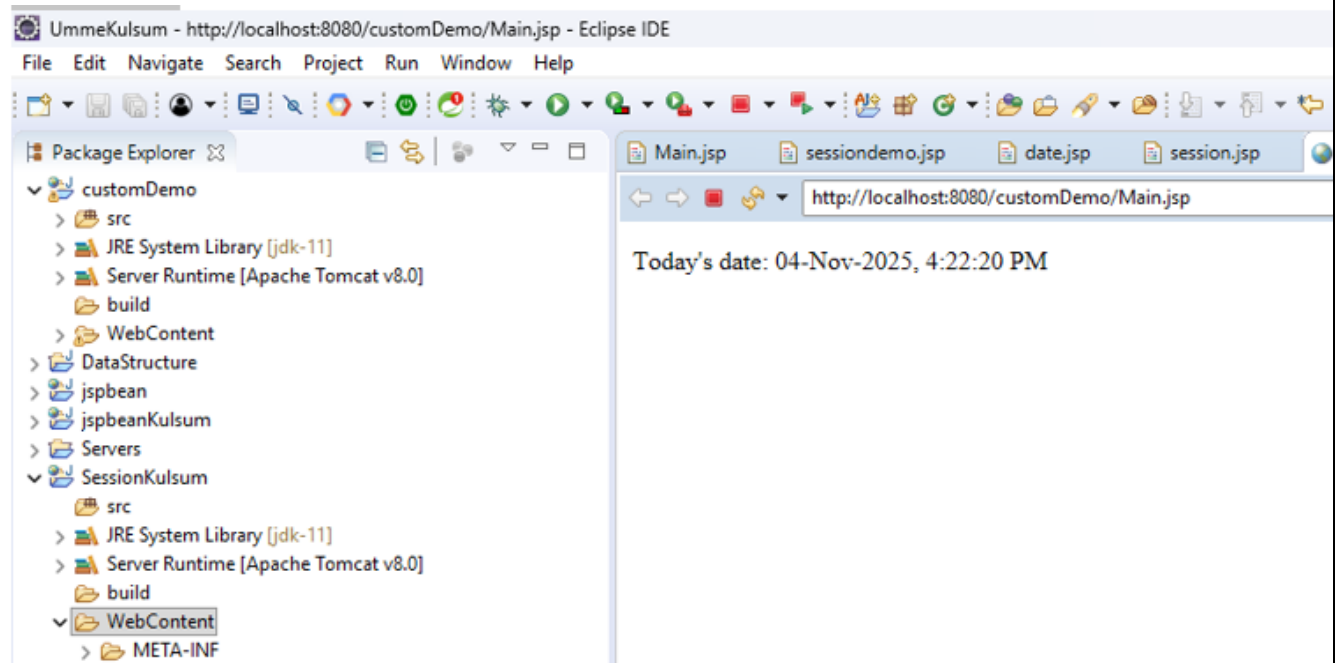 UmmeKulsum - http://localhost:8080/customDemo/Main.jsp - Eclipse IDE
File Edit Navigate Search Project Run Window Help
Package Explorer
customDemo
src
JRE System Library [jdk-11]
Server Runtime [Apache Tomcat v8.0]
build
WebContent
DataStructure
jspbean
jspbeanKulsum
Servers
SessionKulsum
src
JRE System Library [jdk-11]
Server Runtime [Apache Tomcat v8.0]
build
WebContent
META-INF
Main.jsp sessiondemo.jsp date.jsp session.jsp
http://localhost:8080/customDemo/Main.jsp
Today's date: 04-Nov-2025, 4:22:20 PM